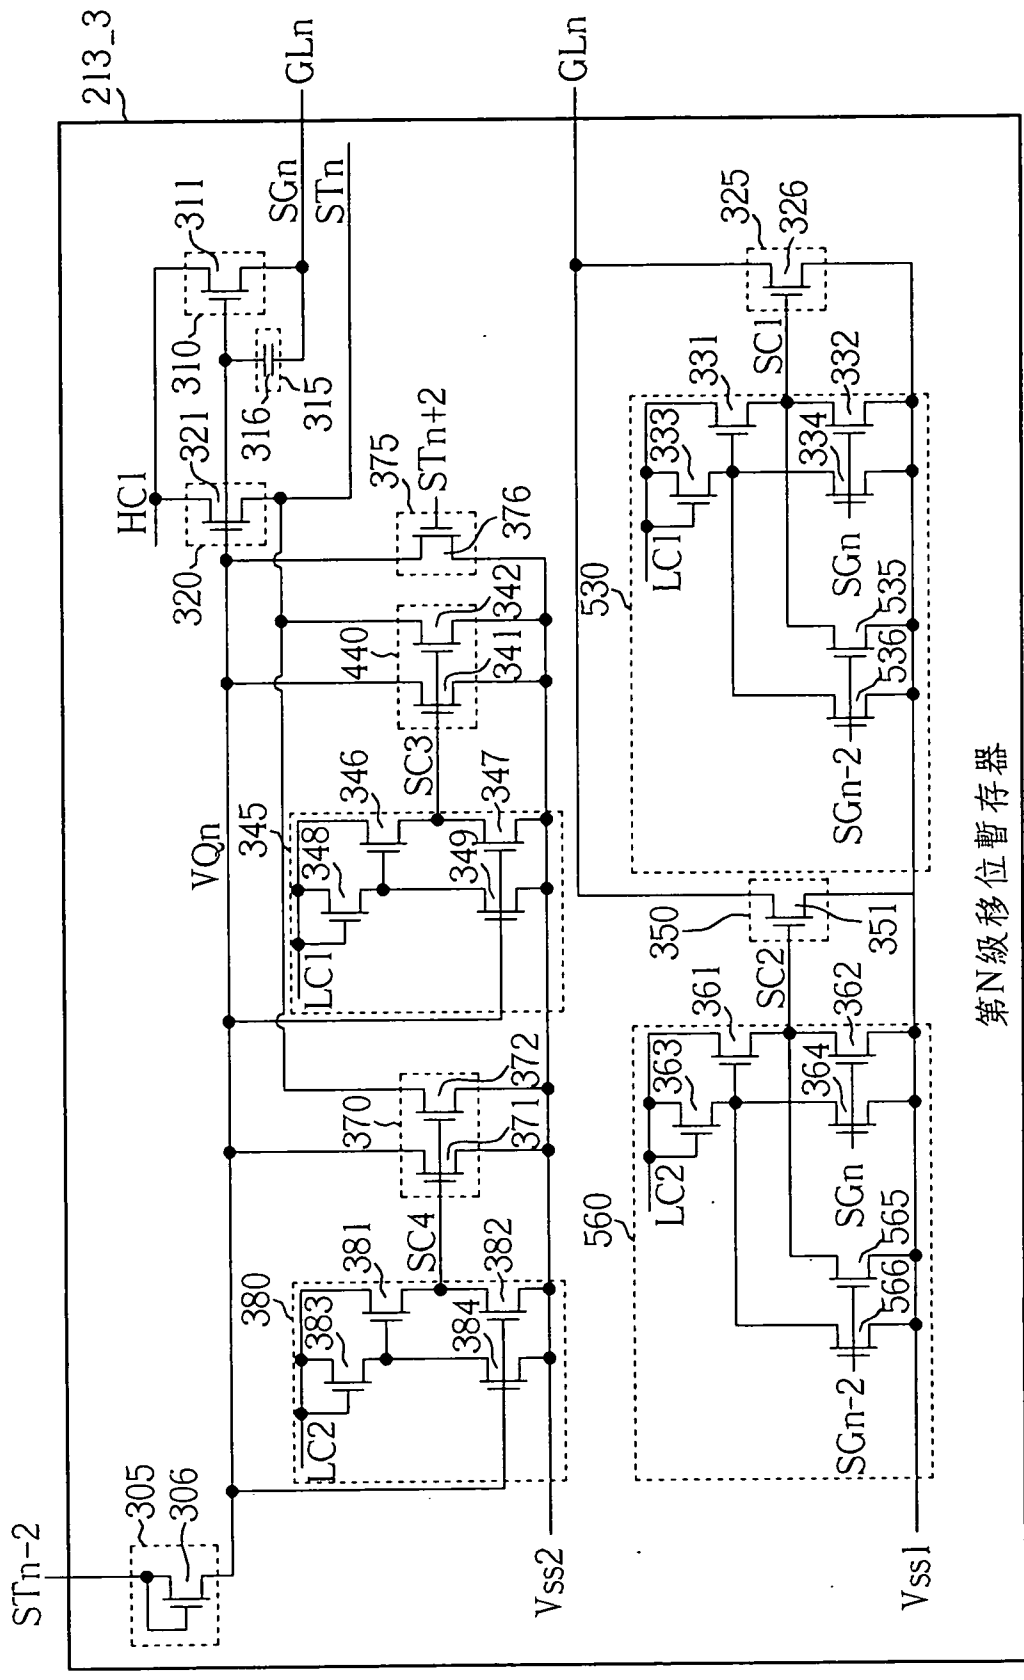 213_3
GLn
STn-2
305
306
HC1
321
320
310
311
316
315
SGn
STn
VQn
375
STn+2
376
440
342
341
SC3
345
346
348
347
349
LC1
370
372
371
SC4
380
381
383
382
384
LC2
Vss2
GLn
325
326
SC1
331
333
332
334
LC1
530
SGn
535
536
SGn-2
350
351
SC2
361
363
362
364
LC2
560
SGn
565
566
SGn-2
Vss1
第N級移位暫存器